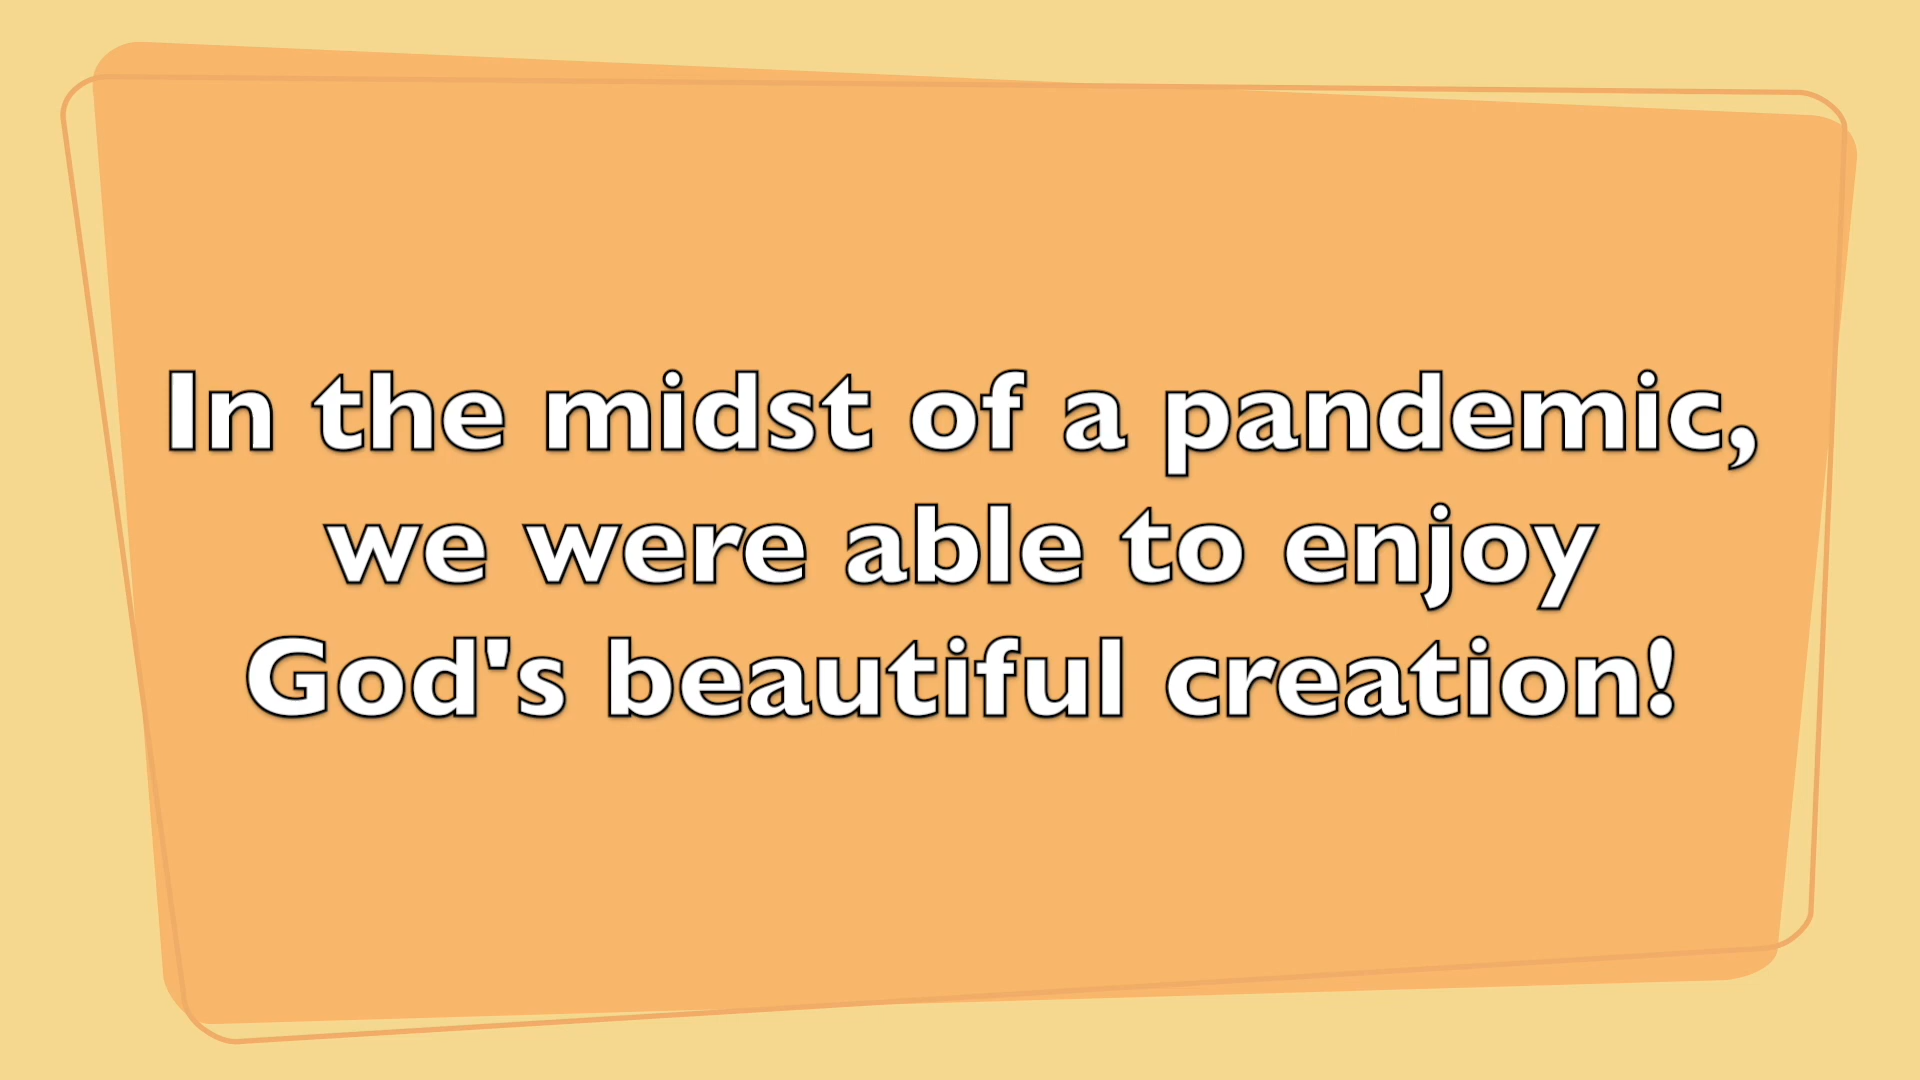 In the midst of a pandemic,
we were able to enjoy
God's beautiful creation!